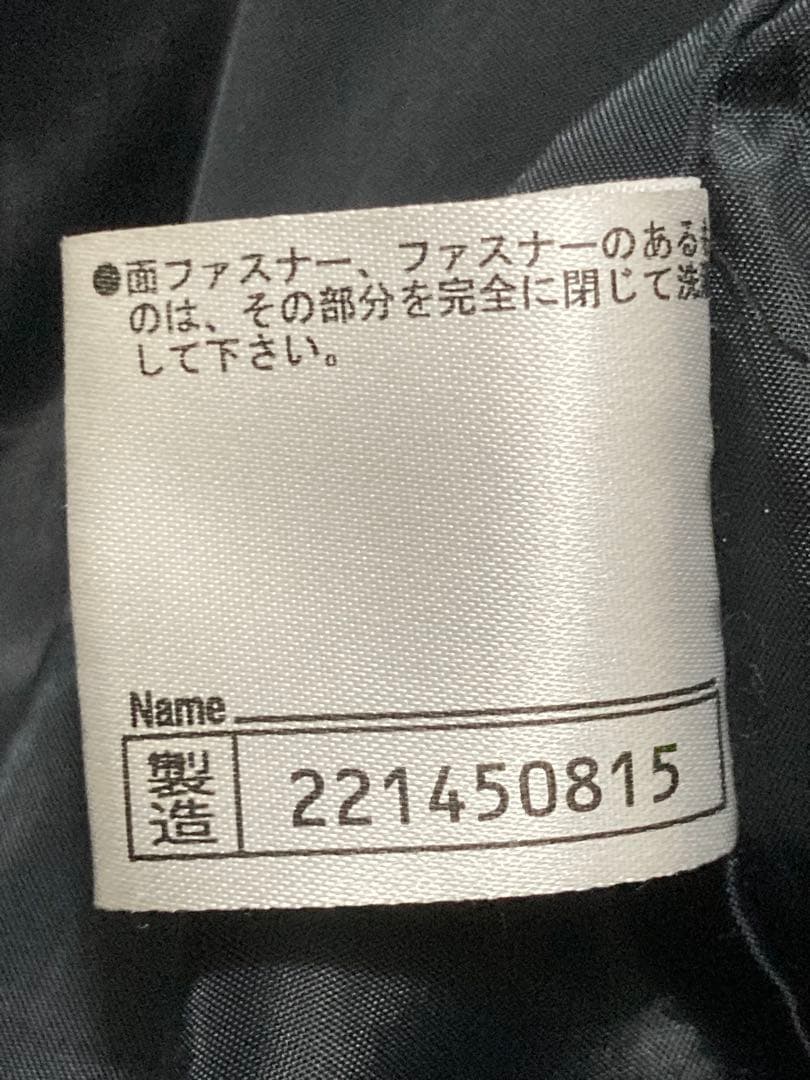 ●面ファスナー、ファスナーのある
のは、その部分を完全に閉じて洗
して下さい。
Name
製造 221450815